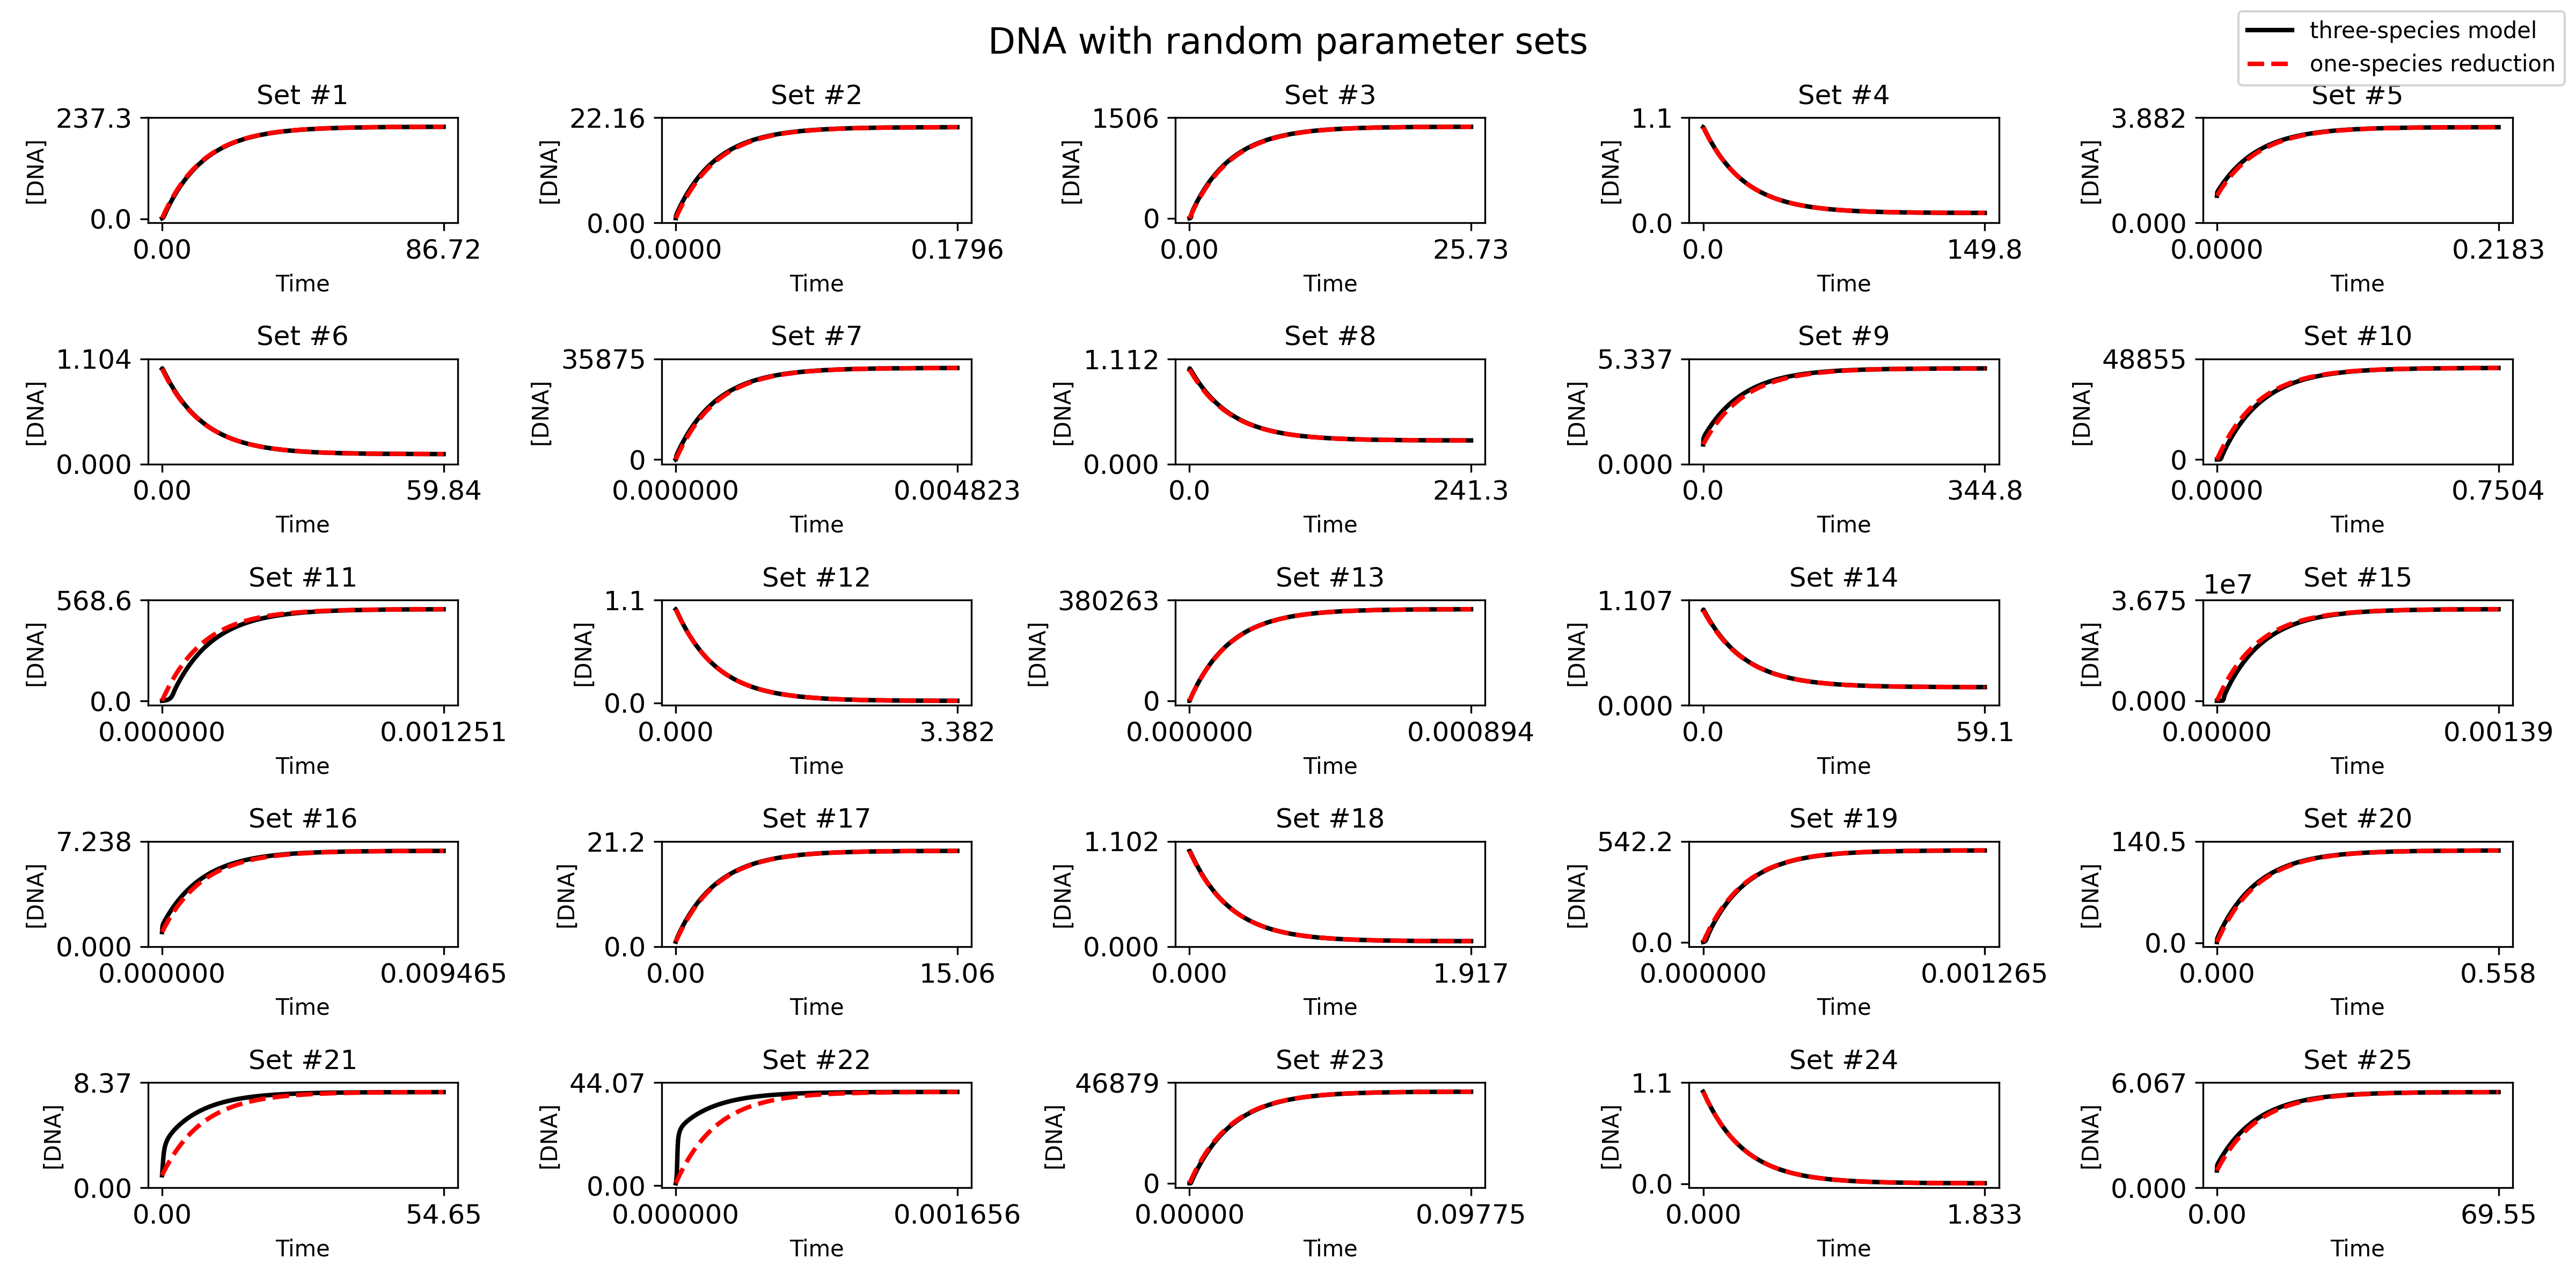 DNA with random parameter sets
three-species model
one-species reduction
Set #1
237.3
[DNA]
0.0
0.00 86.72
Time
Set #2
22.16
[DNA]
0.00
0.0000 0.1796
Time
Set #3
1506
[DNA]
0
0.00 25.73
Time
Set #4
1.1
[DNA]
0.0
0.0 149.8
Time
Set #5
3.882
[DNA]
0.000
0.0000 0.2183
Time
Set #6
1.104
[DNA]
0.000
0.00 59.84
Time
Set #7
35875
[DNA]
0
0.000000 0.004823
Time
Set #8
1.112
[DNA]
0.000
0.0 241.3
Time
Set #9
5.337
[DNA]
0.000
0.0 344.8
Time
Set #10
48855
[DNA]
0
0.0000 0.7504
Time
Set #11
568.6
[DNA]
0.0
0.000000 0.001251
Time
Set #12
1.1
[DNA]
0.0
0.000 3.382
Time
Set #13
380263
[DNA]
0
0.000000 0.000894
Time
Set #14
1.107
[DNA]
0.000
0.0 59.1
Time
1e7 Set #15
3.675
[DNA]
0.000
0.00000 0.00139
Time
Set #16
7.238
[DNA]
0.000
0.000000 0.009465
Time
Set #17
21.2
[DNA]
0.0
0.00 15.06
Time
Set #18
1.102
[DNA]
0.000
0.000 1.917
Time
Set #19
542.2
[DNA]
0.0
0.000000 0.001265
Time
Set #20
140.5
[DNA]
0.0
0.000 0.558
Time
Set #21
8.37
[DNA]
0.00
0.00 54.65
Time
Set #22
44.07
[DNA]
0.00
0.000000 0.001656
Time
Set #23
46879
[DNA]
0
0.00000 0.09775
Time
Set #24
1.1
[DNA]
0.0
0.000 1.833
Time
Set #25
6.067
[DNA]
0.000
0.00 69.55
Time